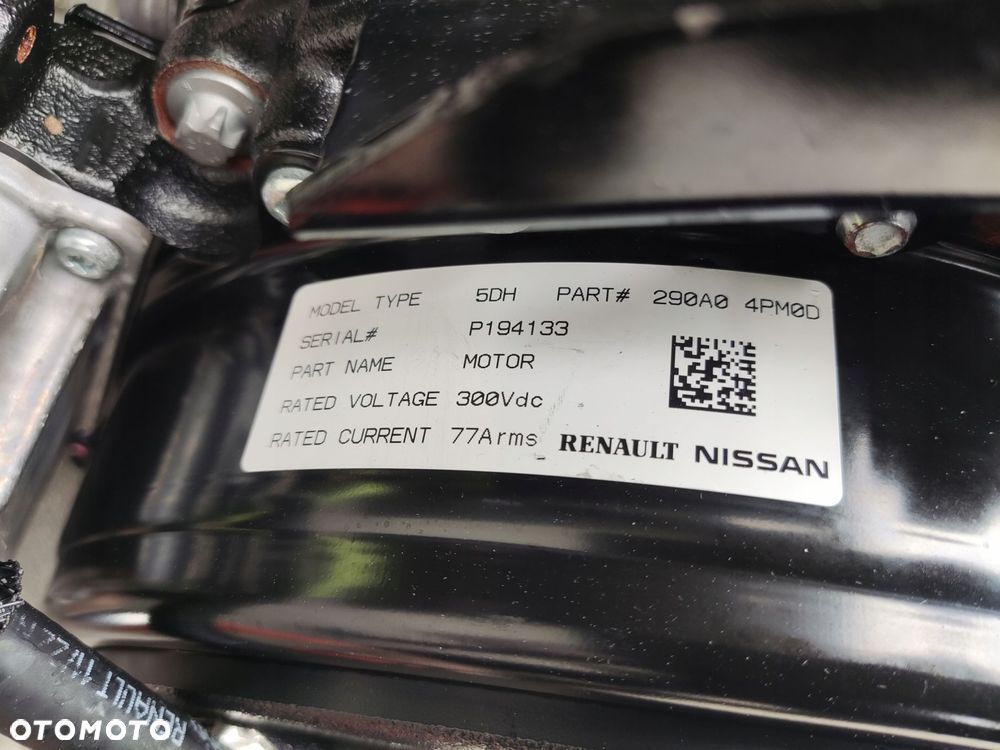 MODEL TYPE 5DH PART# 290A0 4PM0D
SERIAL# P194133
PART NAME MOTOR
RATED VOLTAGE 300Vdc
RATED CURRENT 77Arms RENAULT NISSAN
RENAULT
OTOMOTO